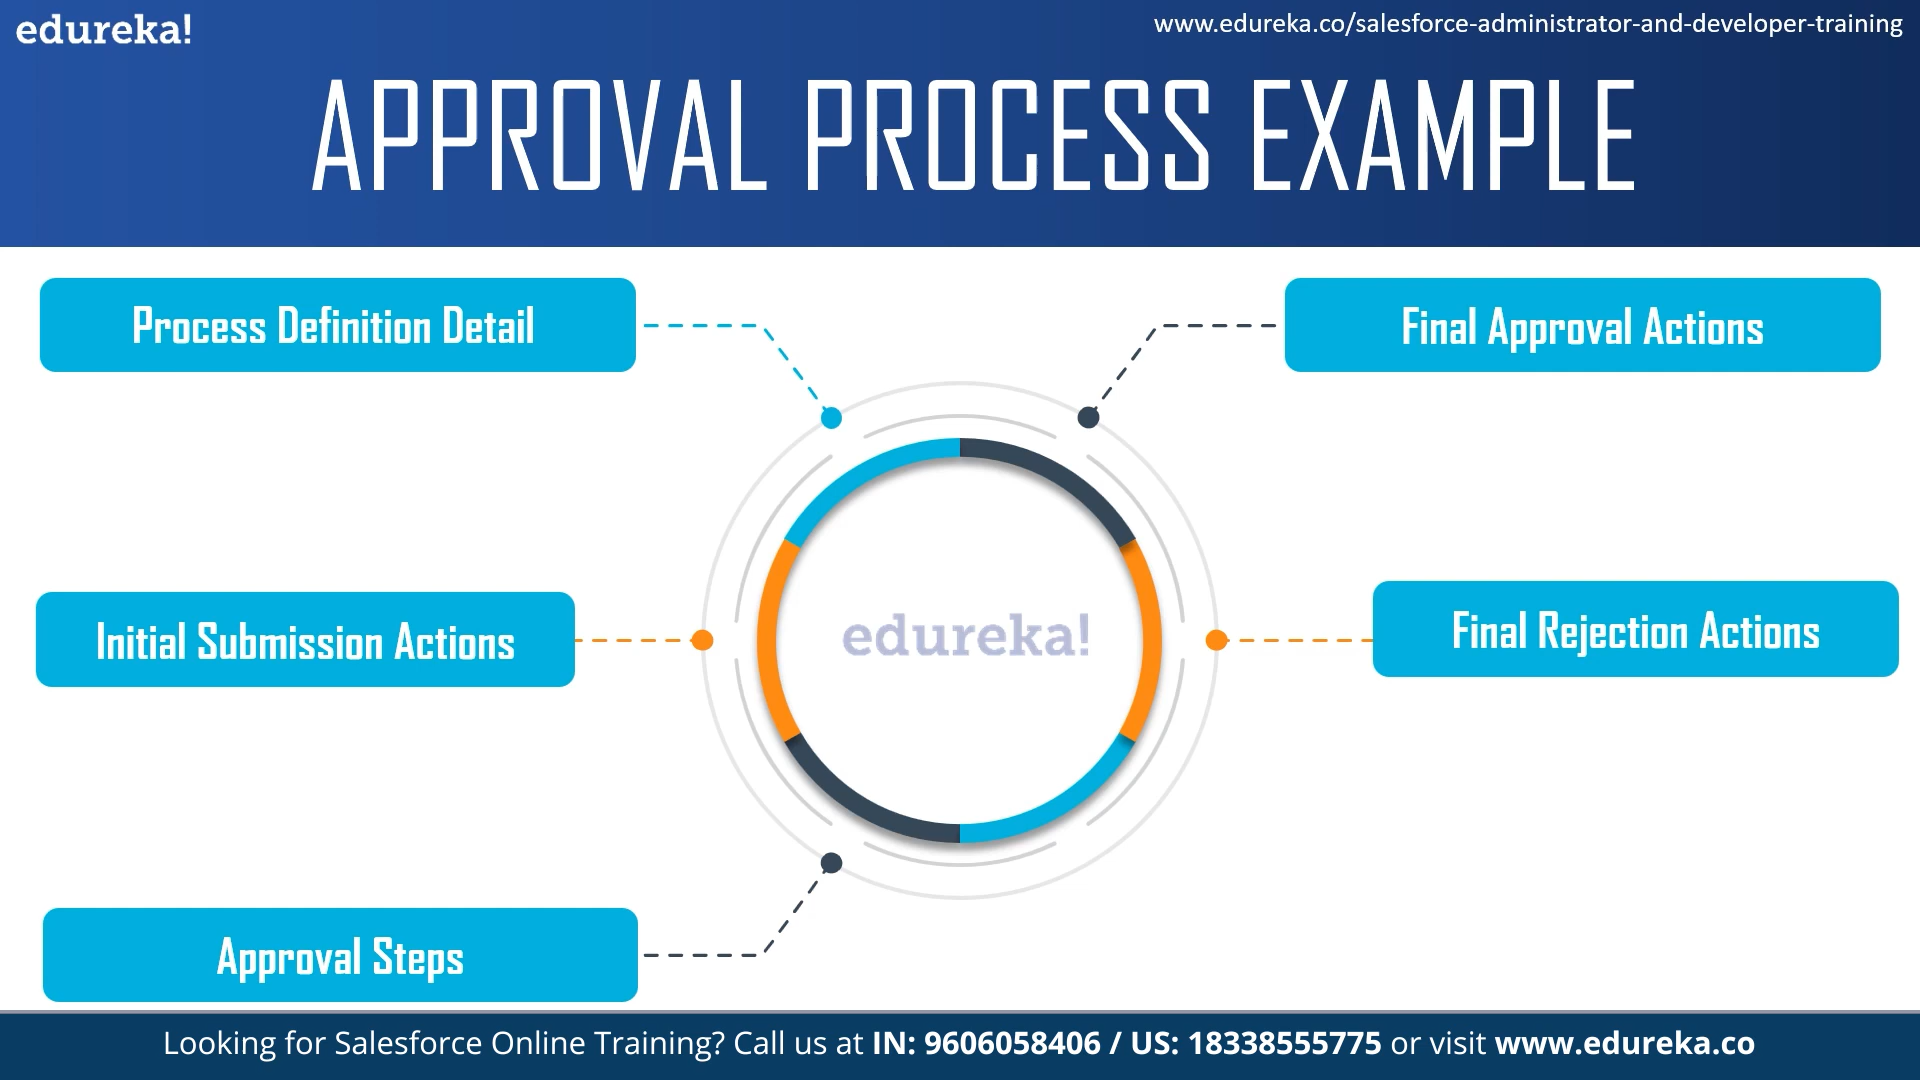 edureka!
www.edureka.co/salesforce-administrator-and-developer-training
APPROVAL PROCESS EXAMPLE
Process Definition Detail
Final Approval Actions
Initial Submission Actions
edureka!
Final Rejection Actions
Approval Steps
Looking for Salesforce Online Training? Call us at IN: 9606058406 / US: 18338555775 or visit www.edureka.co